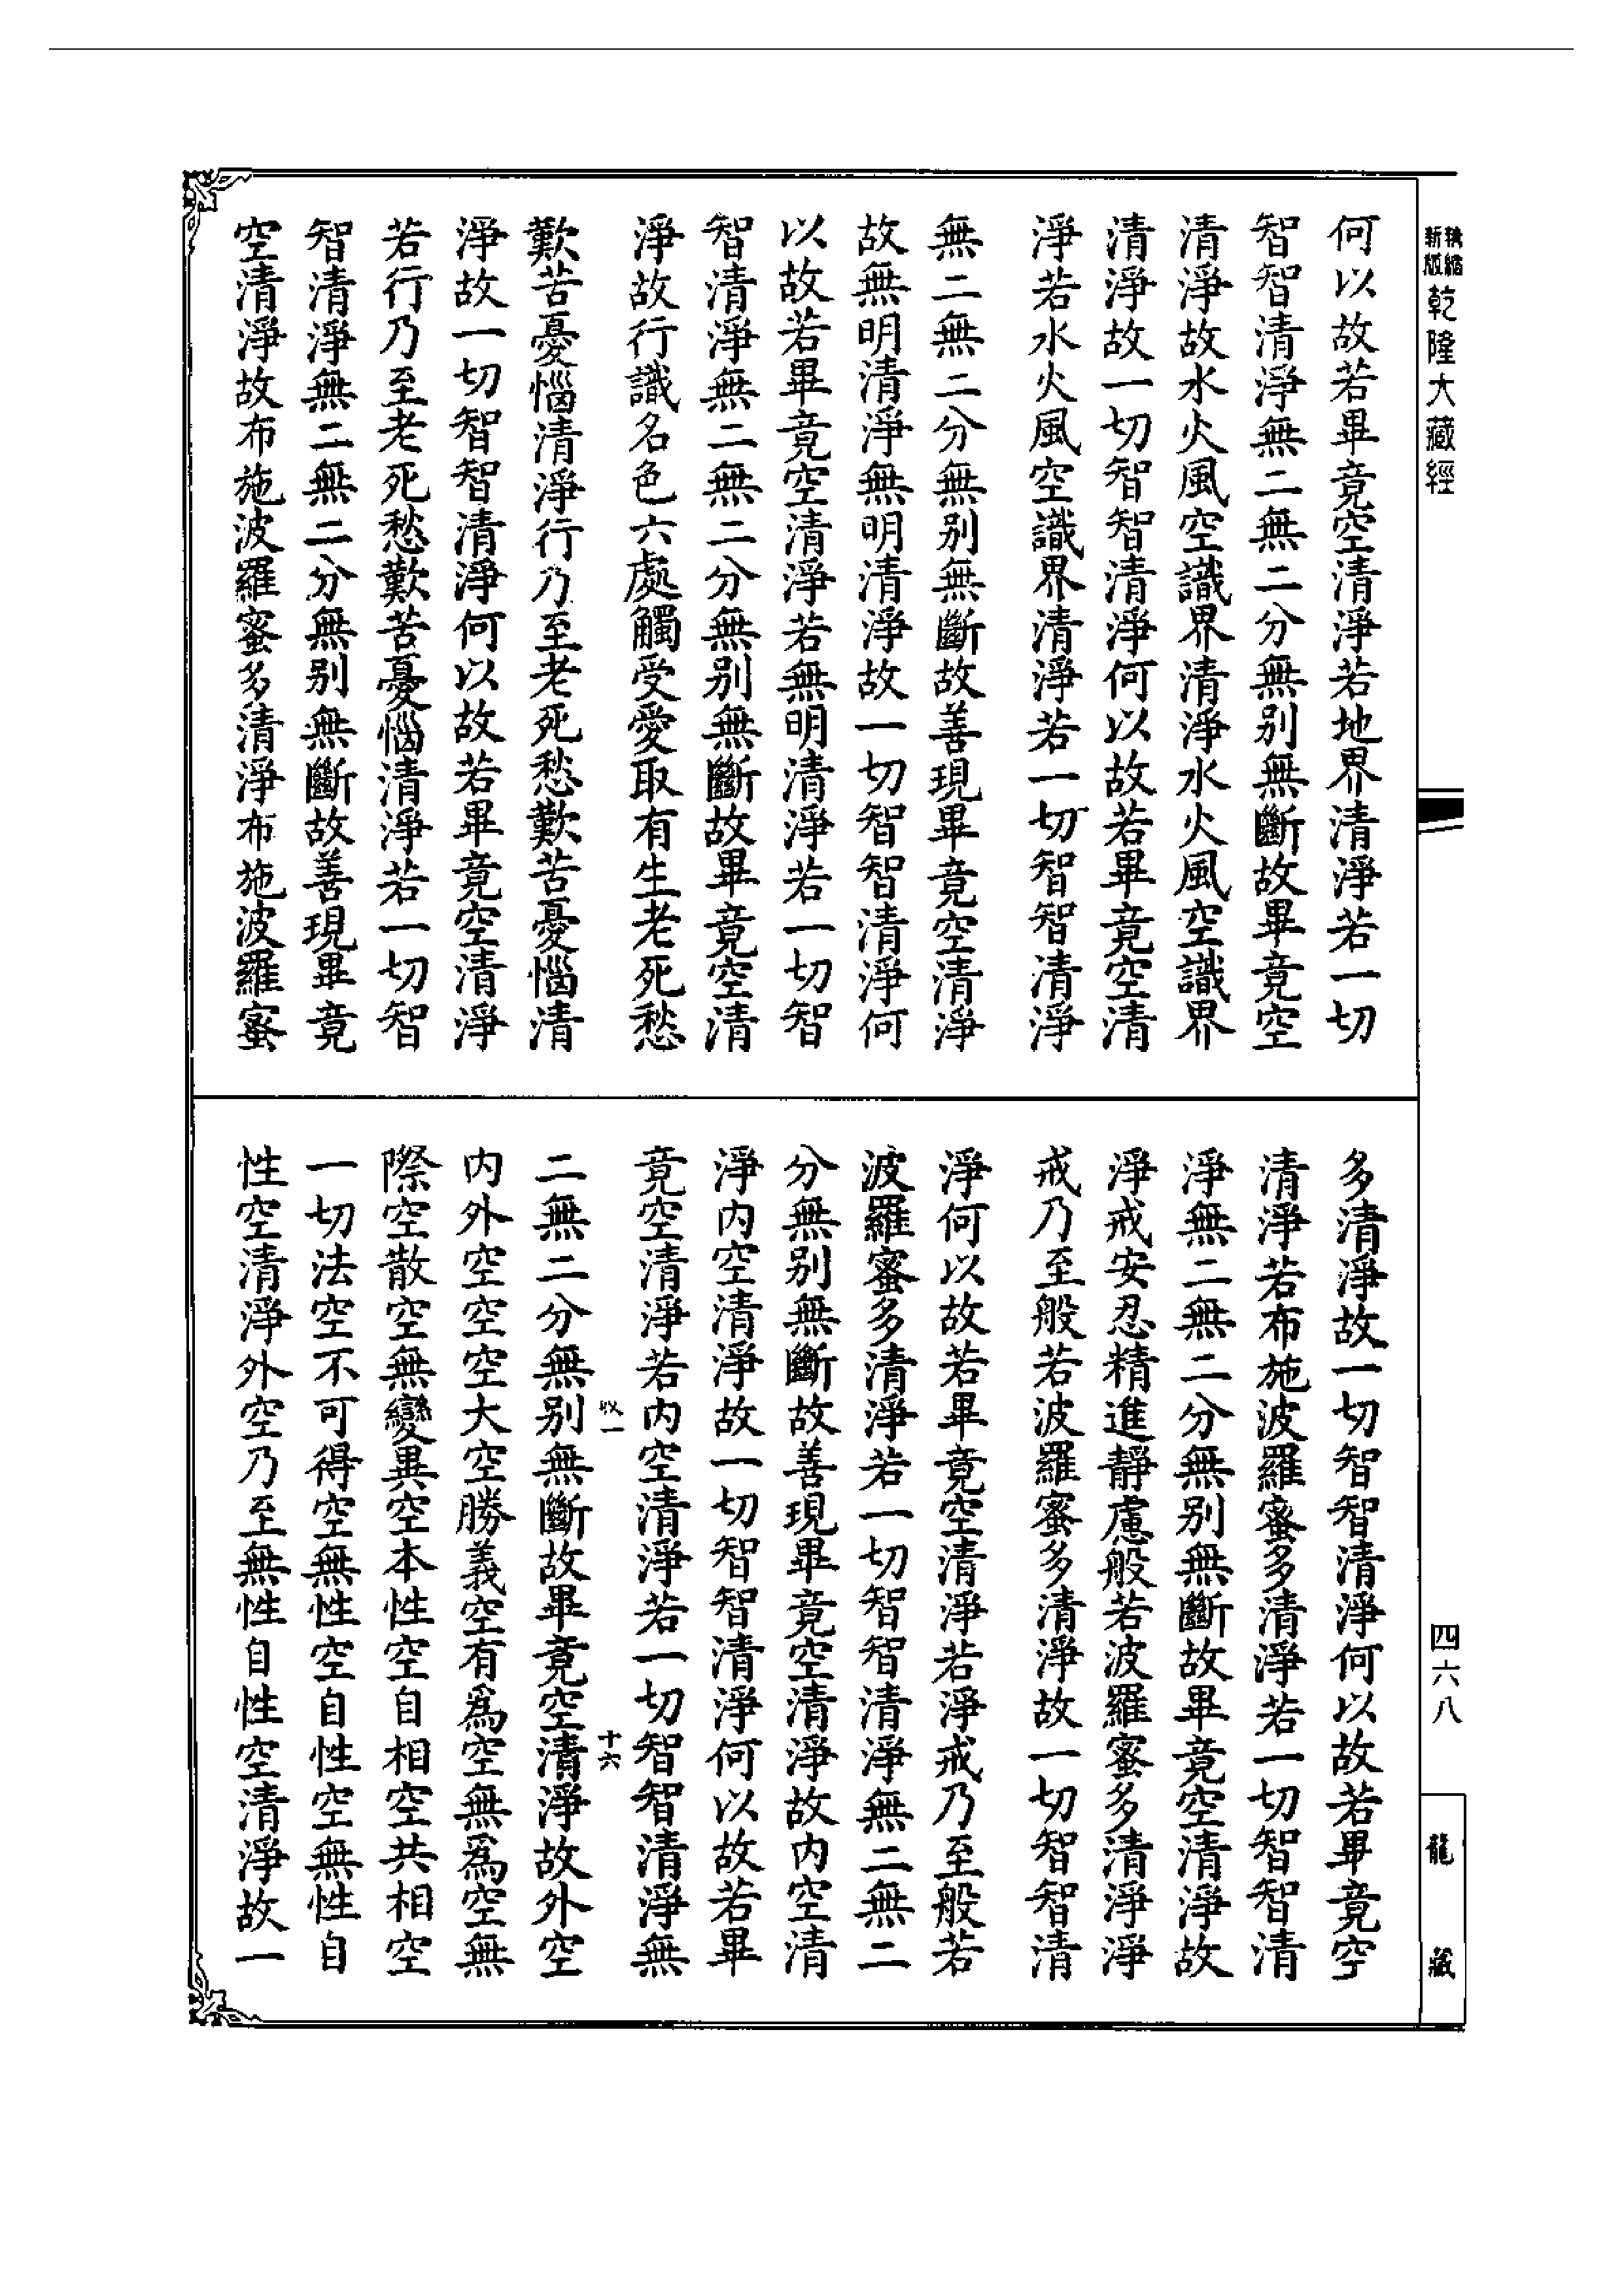 新版精縮乾隆大藏經
何以故若畢竟空清淨若地界清淨若一切
智智清淨無二無二分無別無斷故畢竟空
清淨故水火風空識界清淨水火風空識界
清淨故一切智智清淨何以故若畢竟空清
淨若水火風空識界清淨若一切智智清淨
無二無二分無別無斷故善現畢竟空清淨
故無明清淨無明清淨故一切智智清淨何
以故若畢竟空清淨若無明清淨若一切智
智清淨無二無二分無別無斷故畢竟空清
淨故行識名色六處觸受愛取有生老死愁
歎苦憂惱清淨行乃至老死愁歎苦憂惱清
淨故一切智智清淨何以故若畢竟空清淨
若行乃至老死愁歎苦憂惱清淨若一切智
智清淨無二無二分無別無斷故善現畢竟
空清淨故布施波羅蜜多清淨布施波羅蜜
多清淨故一切智智清淨何以故若畢竟空
清淨若布施波羅蜜多清淨若一切智智清
淨無二無二分無別無斷故畢竟空清淨故
淨戒安忍精進靜慮般若波羅蜜多清淨淨
戒乃至般若波羅蜜多清淨故一切智智清
淨何以故若畢竟空清淨若淨戒乃至般若
波羅蜜多清淨若一切智智清淨無二無二
分無別無斷故善現畢竟空清淨故內空清
淨內空清淨故一切智智清淨何以故若畢
竟空清淨若內空清淨若一切智智清淨無
收一 十六
二無二分無別無斷故畢竟空清淨故外空
內外空空空大空勝義空有為空無為空無
際空散空無變異空本性空自相空共相空
一切法空不可得空無性空自性空無性自
性空清淨外空乃至無性自性空清淨故一
四六八
龍藏